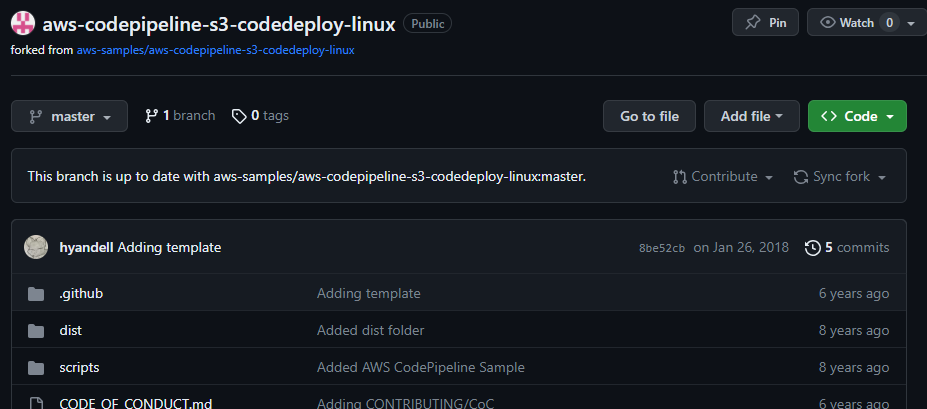 aws-codepipeline-s3-codedeploy-linux Public Pin Watch 0
forked from aws-samples/aws-codepipeline-s3-codedeploy-linux
master 1 branch 0 tags Go to file Add file <> Code
This branch is up to date with aws-samples/aws-codepipeline-s3-codedeploy-linux:master. Contribute Sync fork
hyandell Adding template 8be52cb on Jan 26, 2018 5 commits
.github Adding template 6 years ago
dist Added dist folder 8 years ago
scripts Added AWS CodePipeline Sample 8 years ago
CODE_OF_CONDUCT.md Adding CONTRIBUTING/CoC 6 years ago